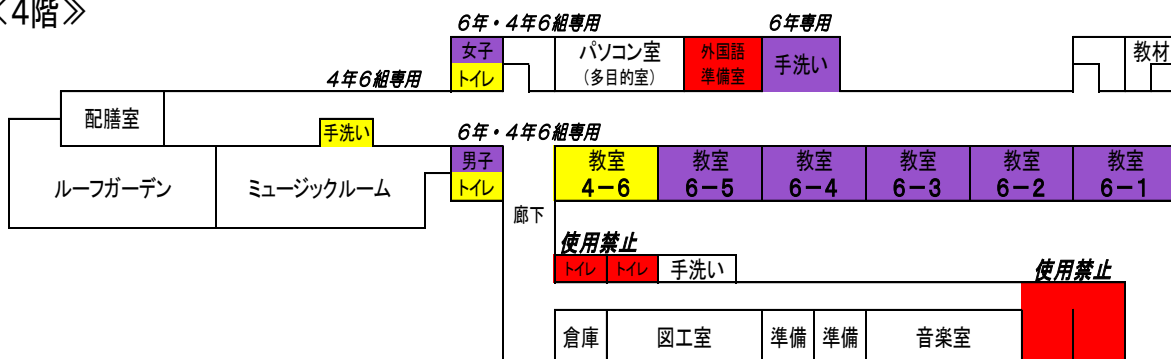 ≪4階≫
6年・4年6組専用
6年専用
女子
トイレ
パソコン室
(多目的室)
外国語
準備室
手洗い
教材
4年6組専用
配膳室
手洗い
6年・4年6組専用
男子
トイレ
教室
4－6
教室
6－5
教室
6－4
教室
6－3
教室
6－2
教室
6－1
ルーフガーデン
ミュージックルーム
廊下
使用禁止
トイレ
トイレ
手洗い
使用禁止
倉庫
図工室
準備
準備
音楽室